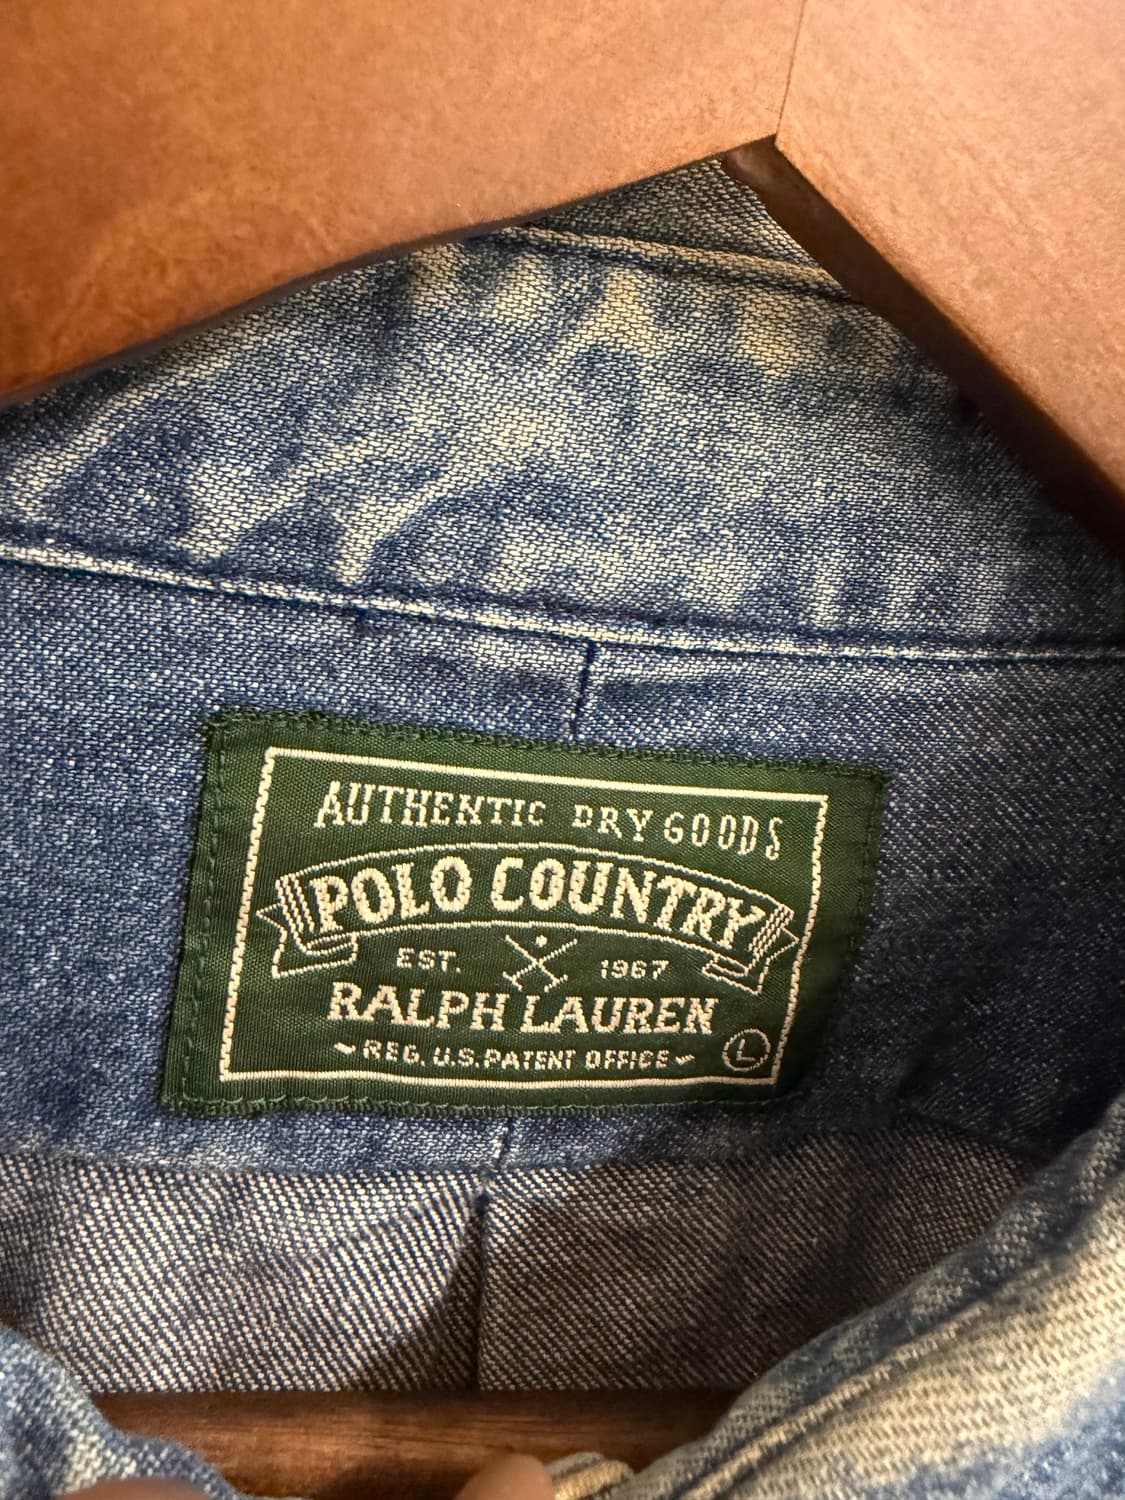 AUTHENTIC DRY GOODS
POLO COUNTRY
EST. 1967
RALPH LAUREN
REG. U.S. PATENT OFFICE
L